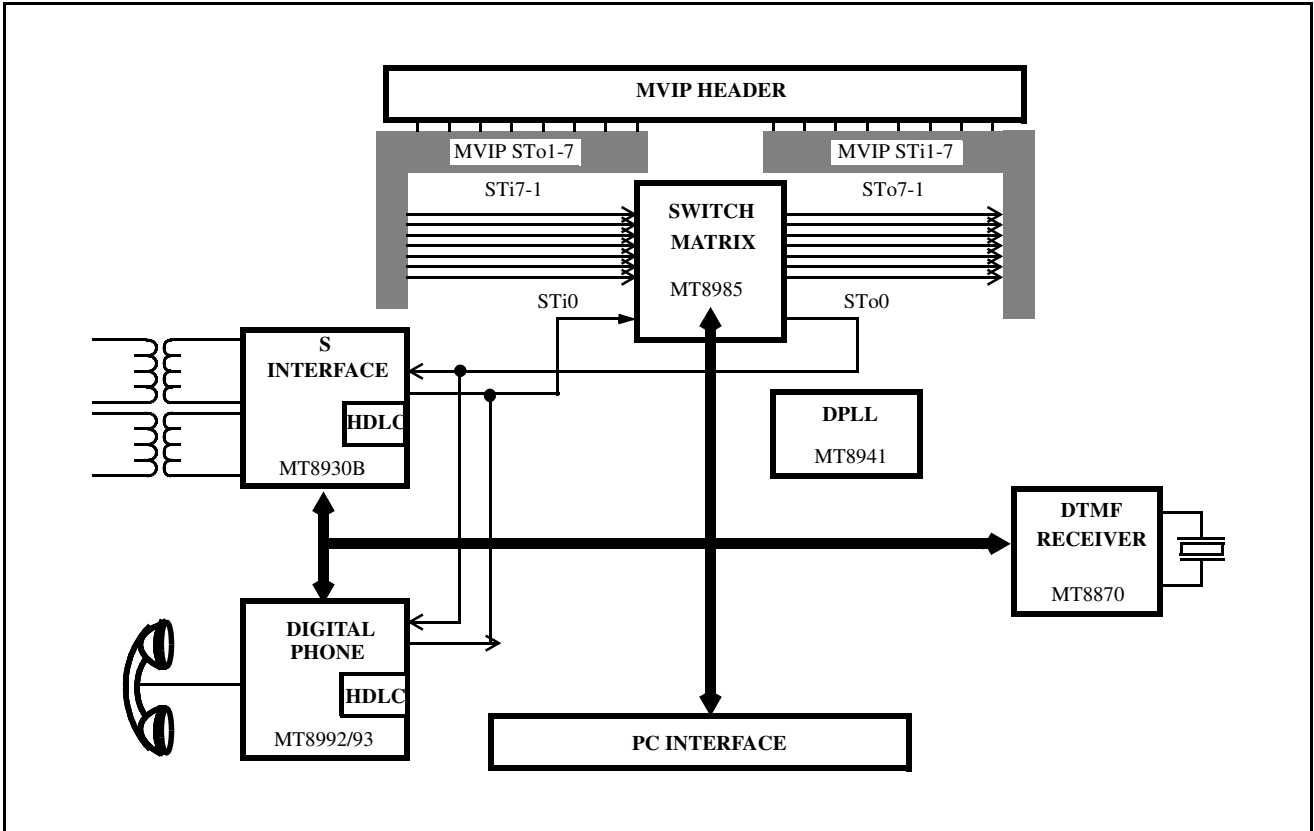 MVIP HEADER
MVIP STo1-7
MVIP STi1-7
STi7-1
STo7-1
SWITCH
MATRIX
MT8985
STi0
STo0
S
INTERFACE
HDLC
MT8930B
DPLL
MT8941
DTMF
RECEIVER
MT8870
DIGITAL
PHONE
HDLC
MT8992/93
PC INTERFACE